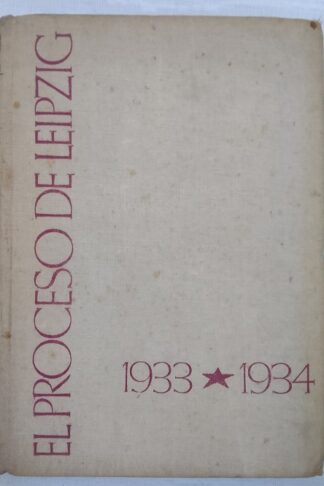 EL PROCESO DE LEIPZIG
1933 ★ 1934